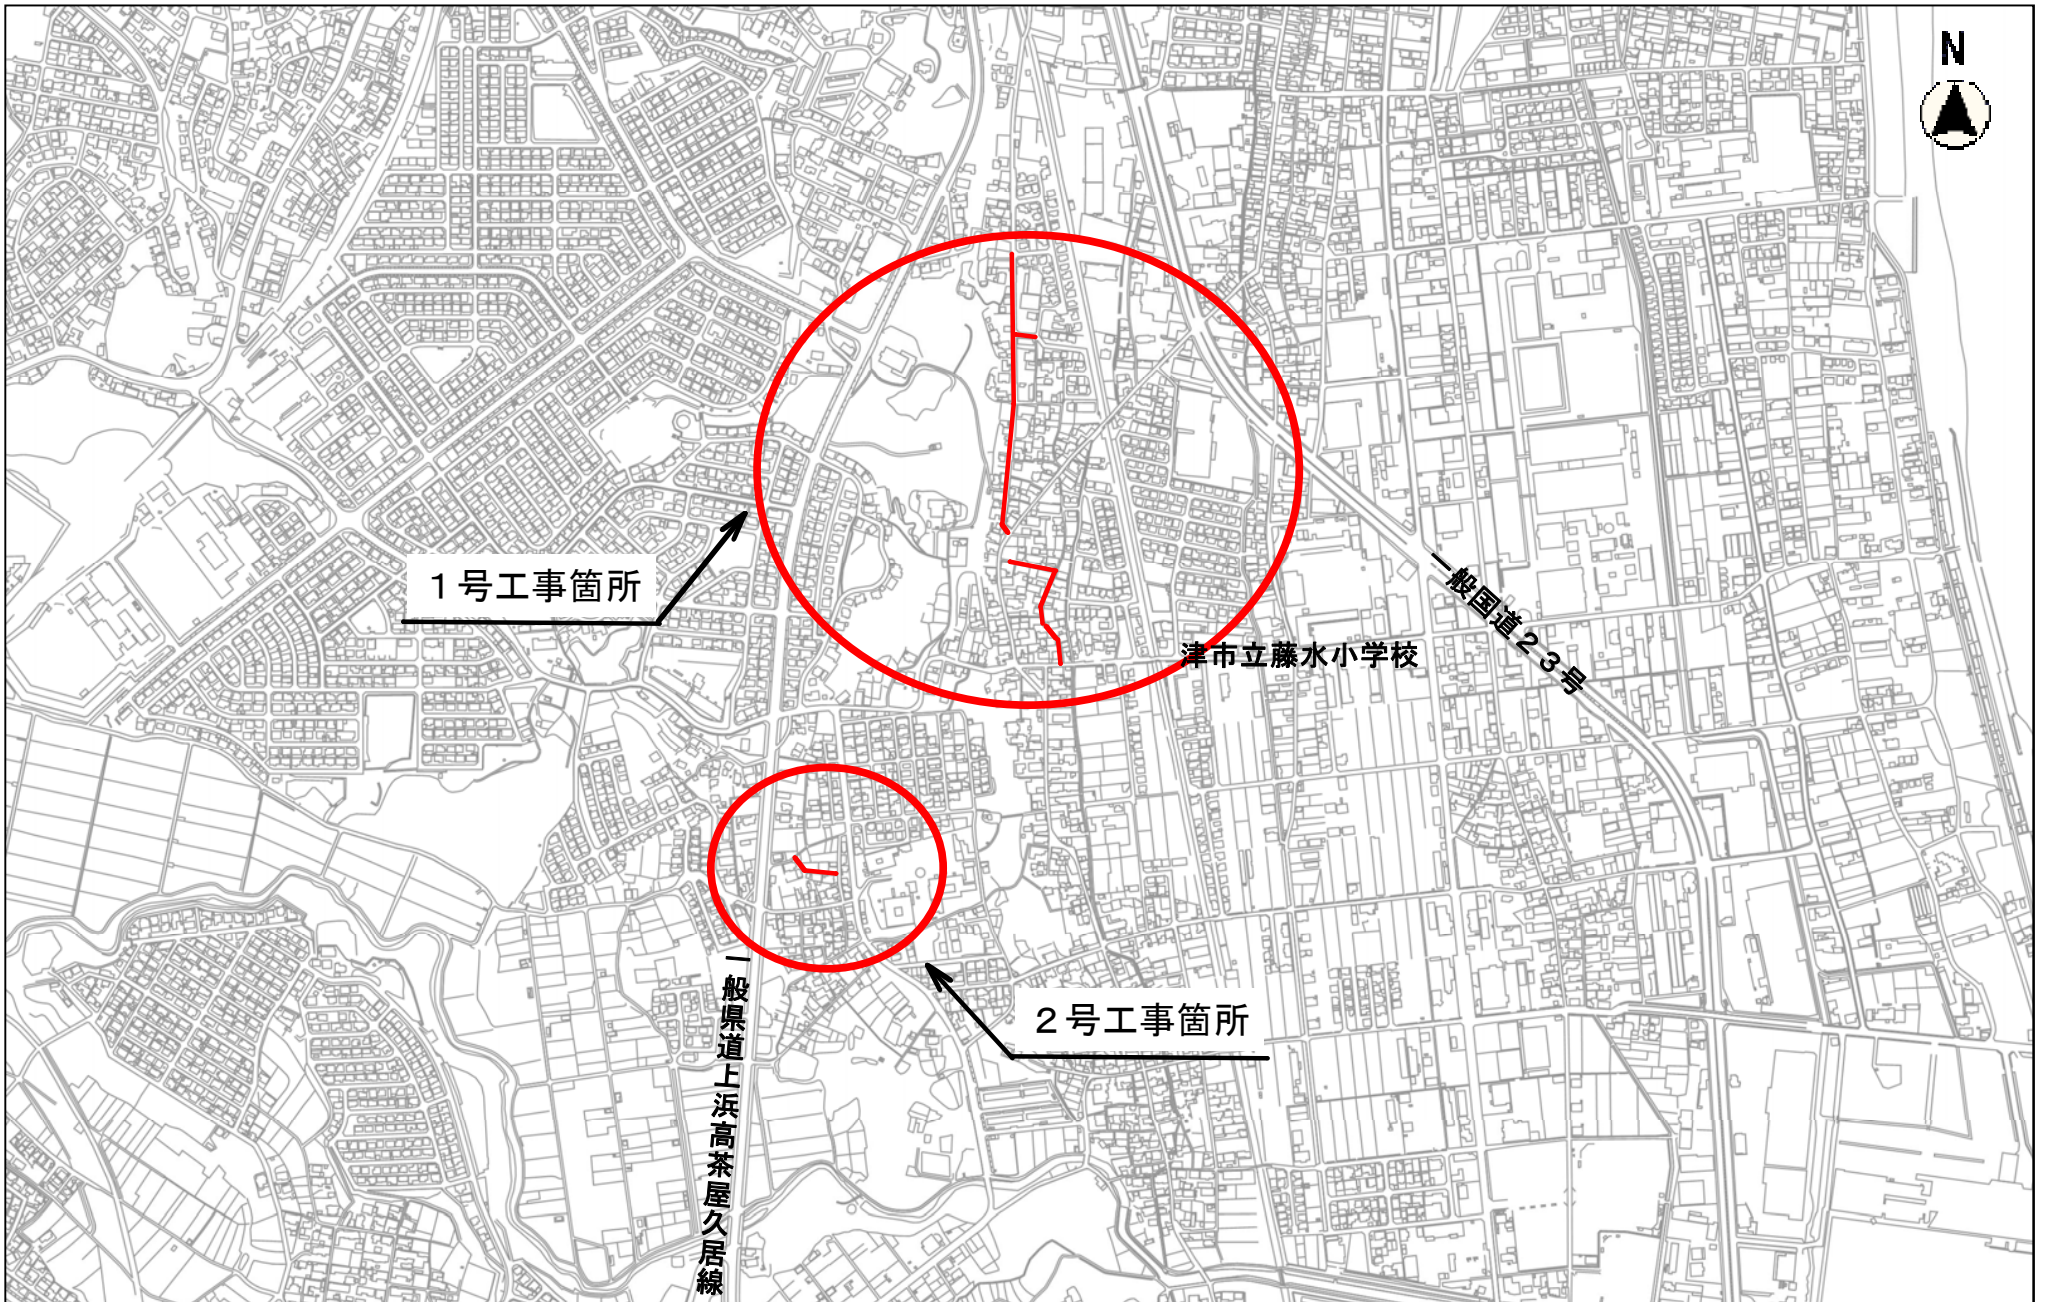 N
1号工事箇所
一般国道23号
津市立藤水小学校
一般県道上浜高茶屋久居線
2号工事箇所